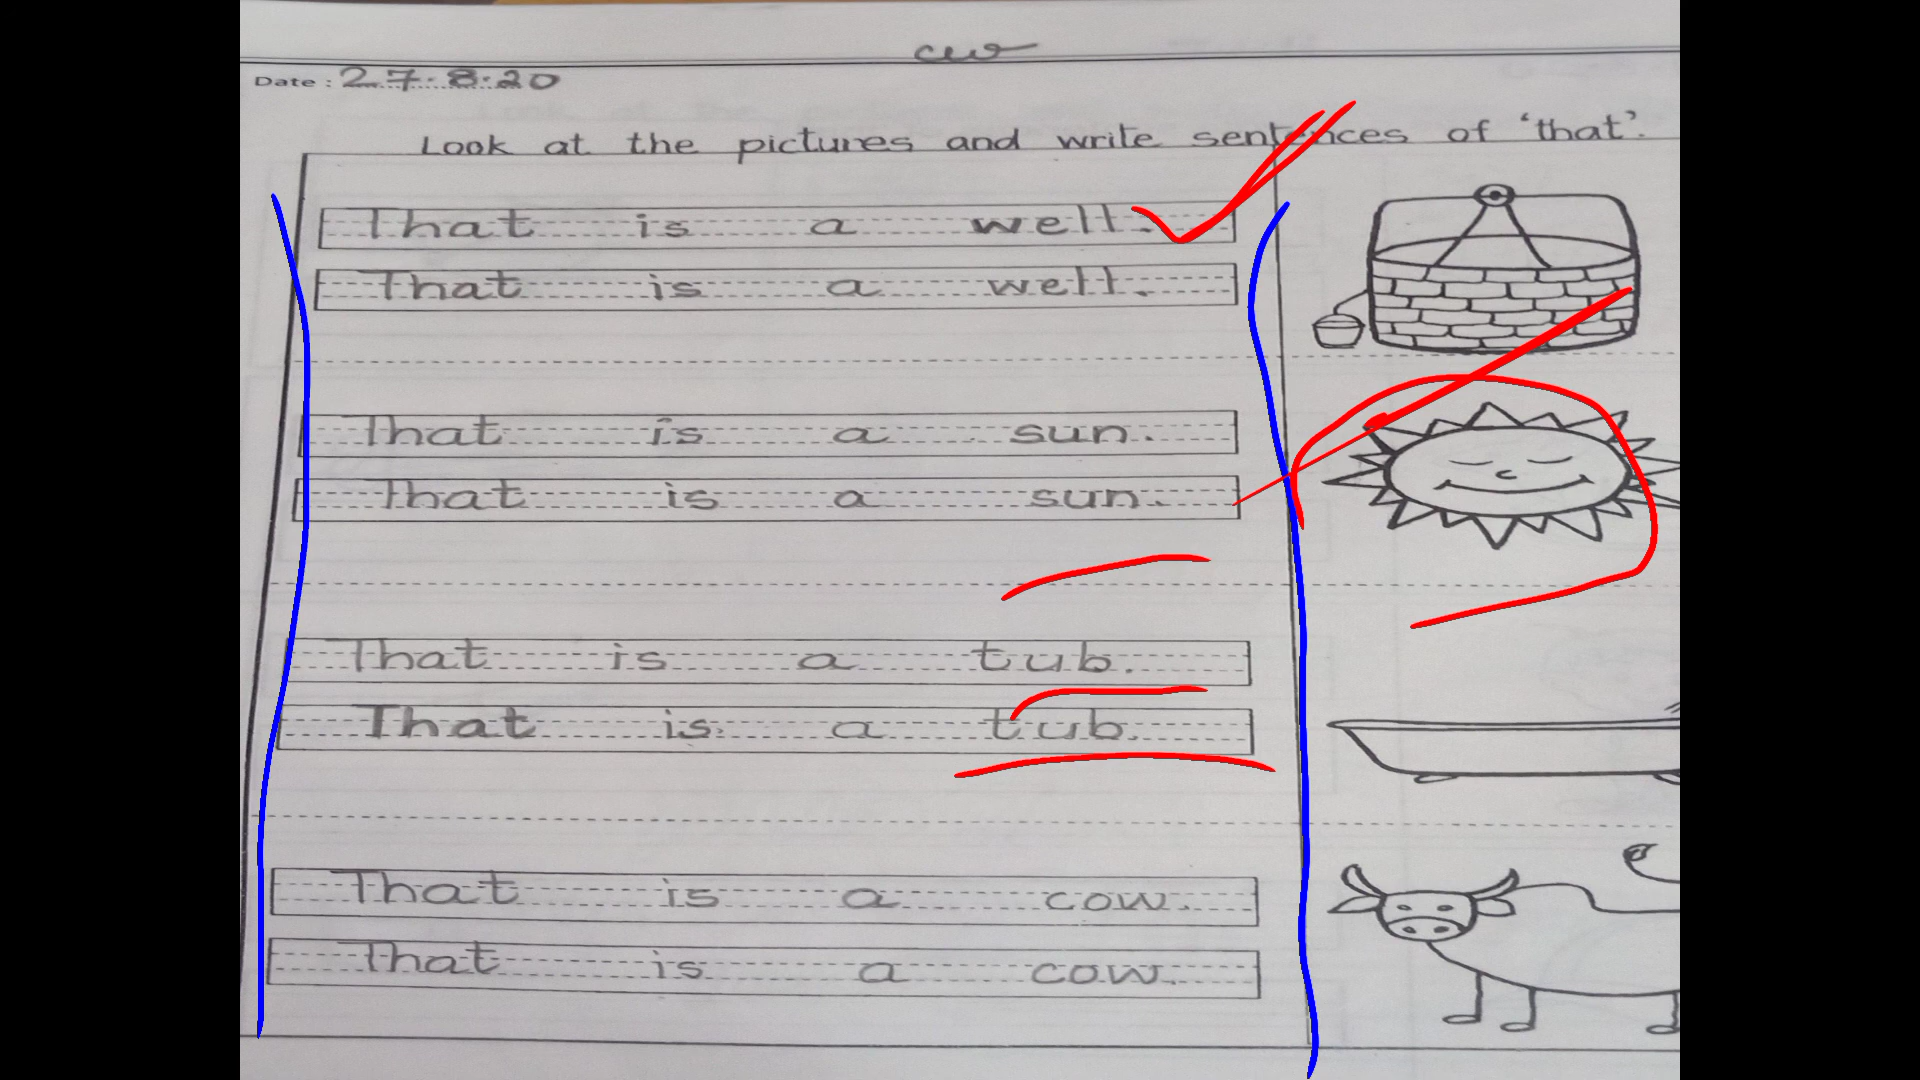 cw
Date : 27.8.20
Look at the pictures and write sentences of ‘that’.
That is a well.
That is a well.
That is a sun.
That is a sun.
That is a tub.
That is a tub.
That is a cow.
That is a cow.